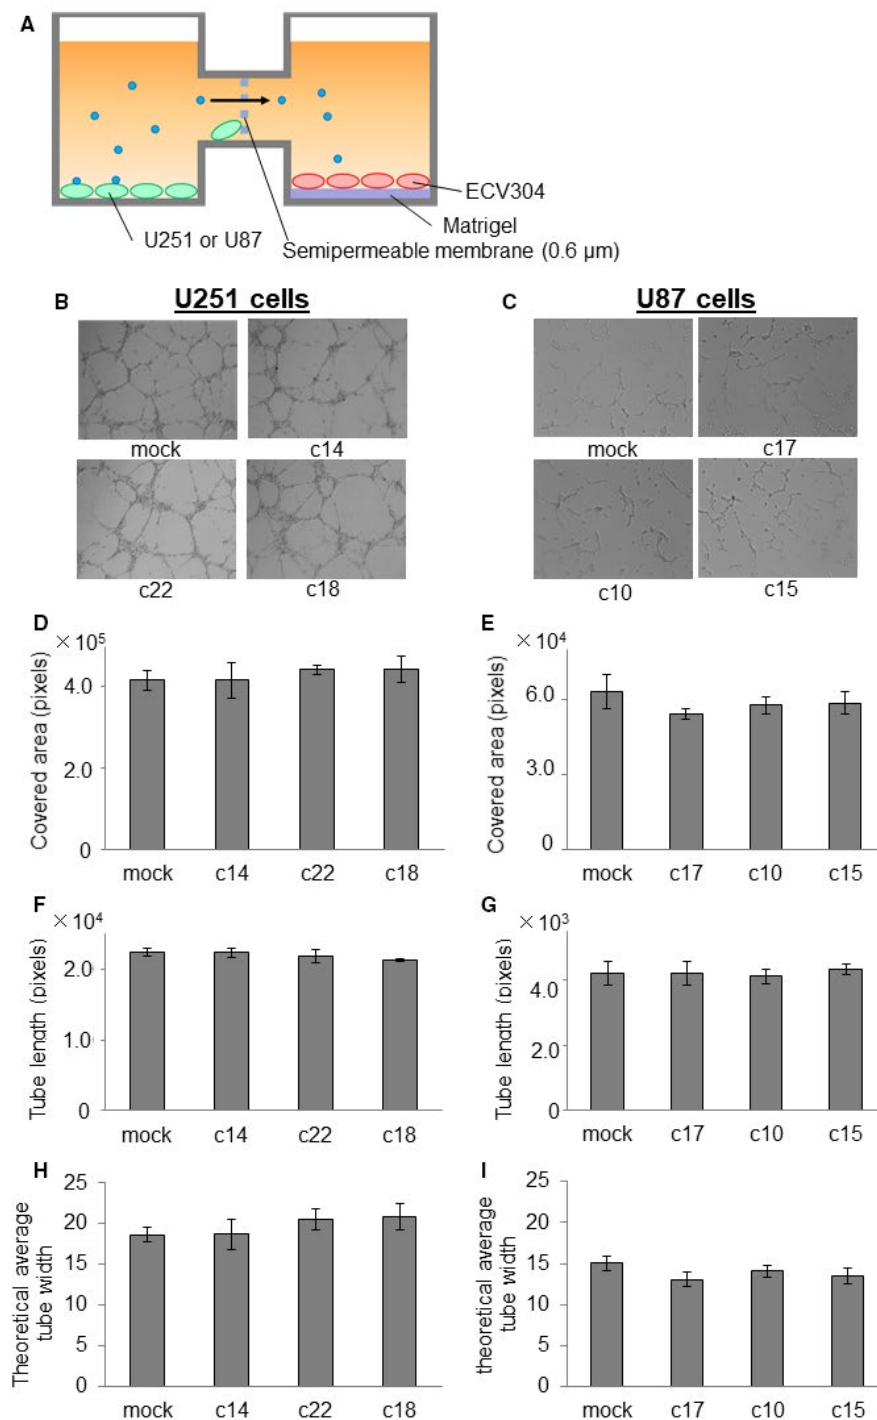 A
ECV304
Matrigel
U251 or U87
Semipermeable membrane (0.6 µm)
B
U251 cells
mock
c14
c22
c18
C
U87 cells
mock
c17
c10
c15
D
× 10⁵
Covered area (pixels)
4.0
2.0
0
mock c14 c22 c18
E
× 10⁴
Covered area (pixels)
6.0
3.0
0
mock c17 c10 c15
F
× 10⁴
Tube length (pixels)
2.0
1.0
0
mock c14 c22 c18
G
× 10³
Tube length (pixels)
4.0
2.0
0
mock c17 c10 c15
H
Theoretical average
tube width
25
20
15
10
5
0
mock c14 c22 c18
I
theoretical average
tube width
25
20
15
10
5
0
mock c17 c10 c15